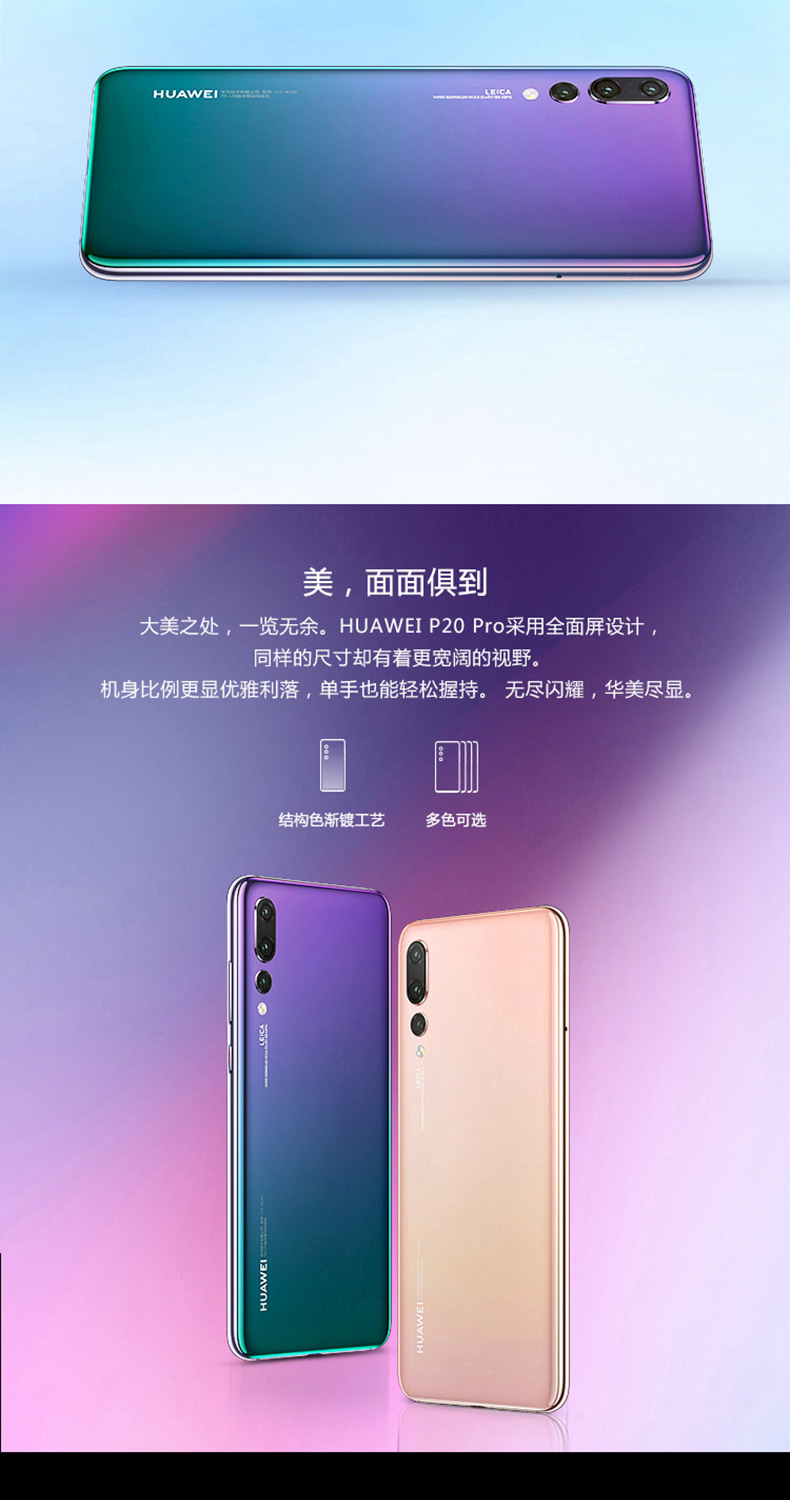 HUAWEI
LEICA
美，面面俱到
大美之处，一览无余。HUAWEI P20 Pro采用全面屏设计，
同样的尺寸却有着更宽阔的视野。
机身比例更显优雅利落，单手也能轻松握持。 无尽闪耀，华美尽显。
结构色渐镀工艺
多色可选
LEICA
HUAWEI
LEICA
HUAWEI